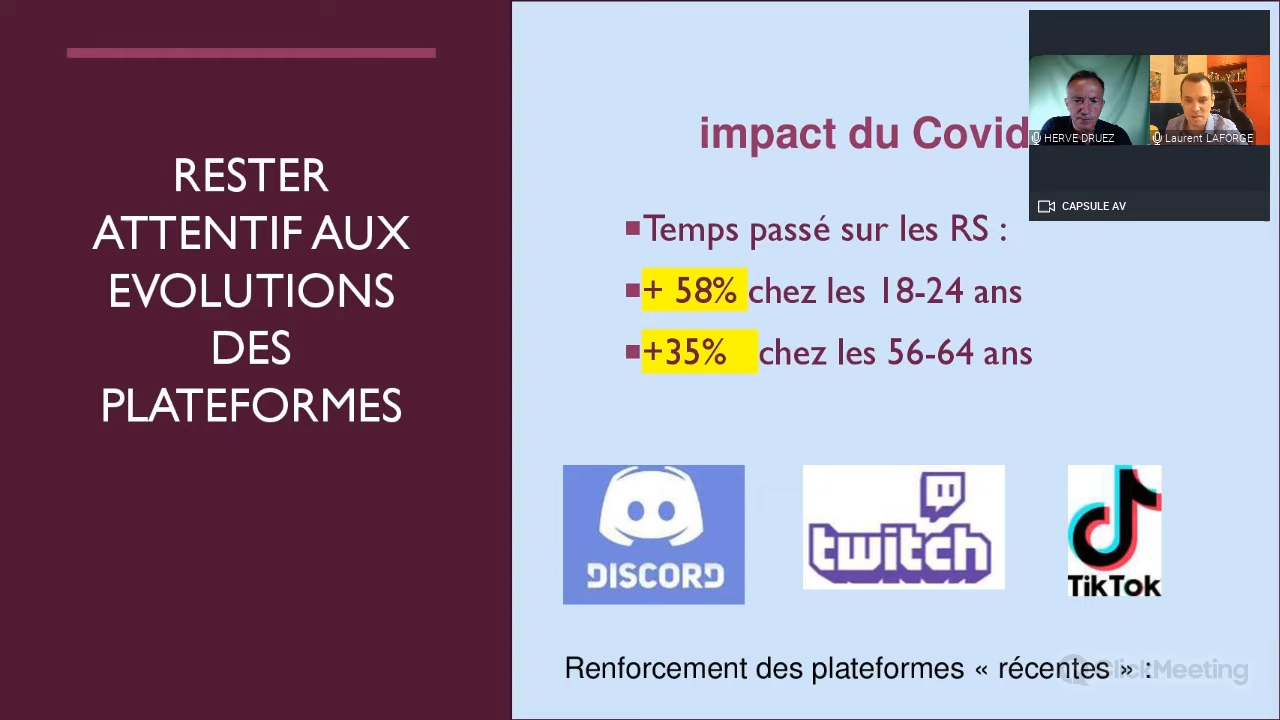 RESTER
ATTENTIF AUX
EVOLUTIONS
DES
PLATEFORMES
impact du Covid
HERVE DRUEZ
Laurent LAFORGE
CAPSULE AV
Temps passé sur les RS :
+ 58% chez les 18-24 ans
+35% chez les 56-64 ans
DISCORD
twitch
TikTok
Renforcement des plateformes « récentes » :
ClickMeeting